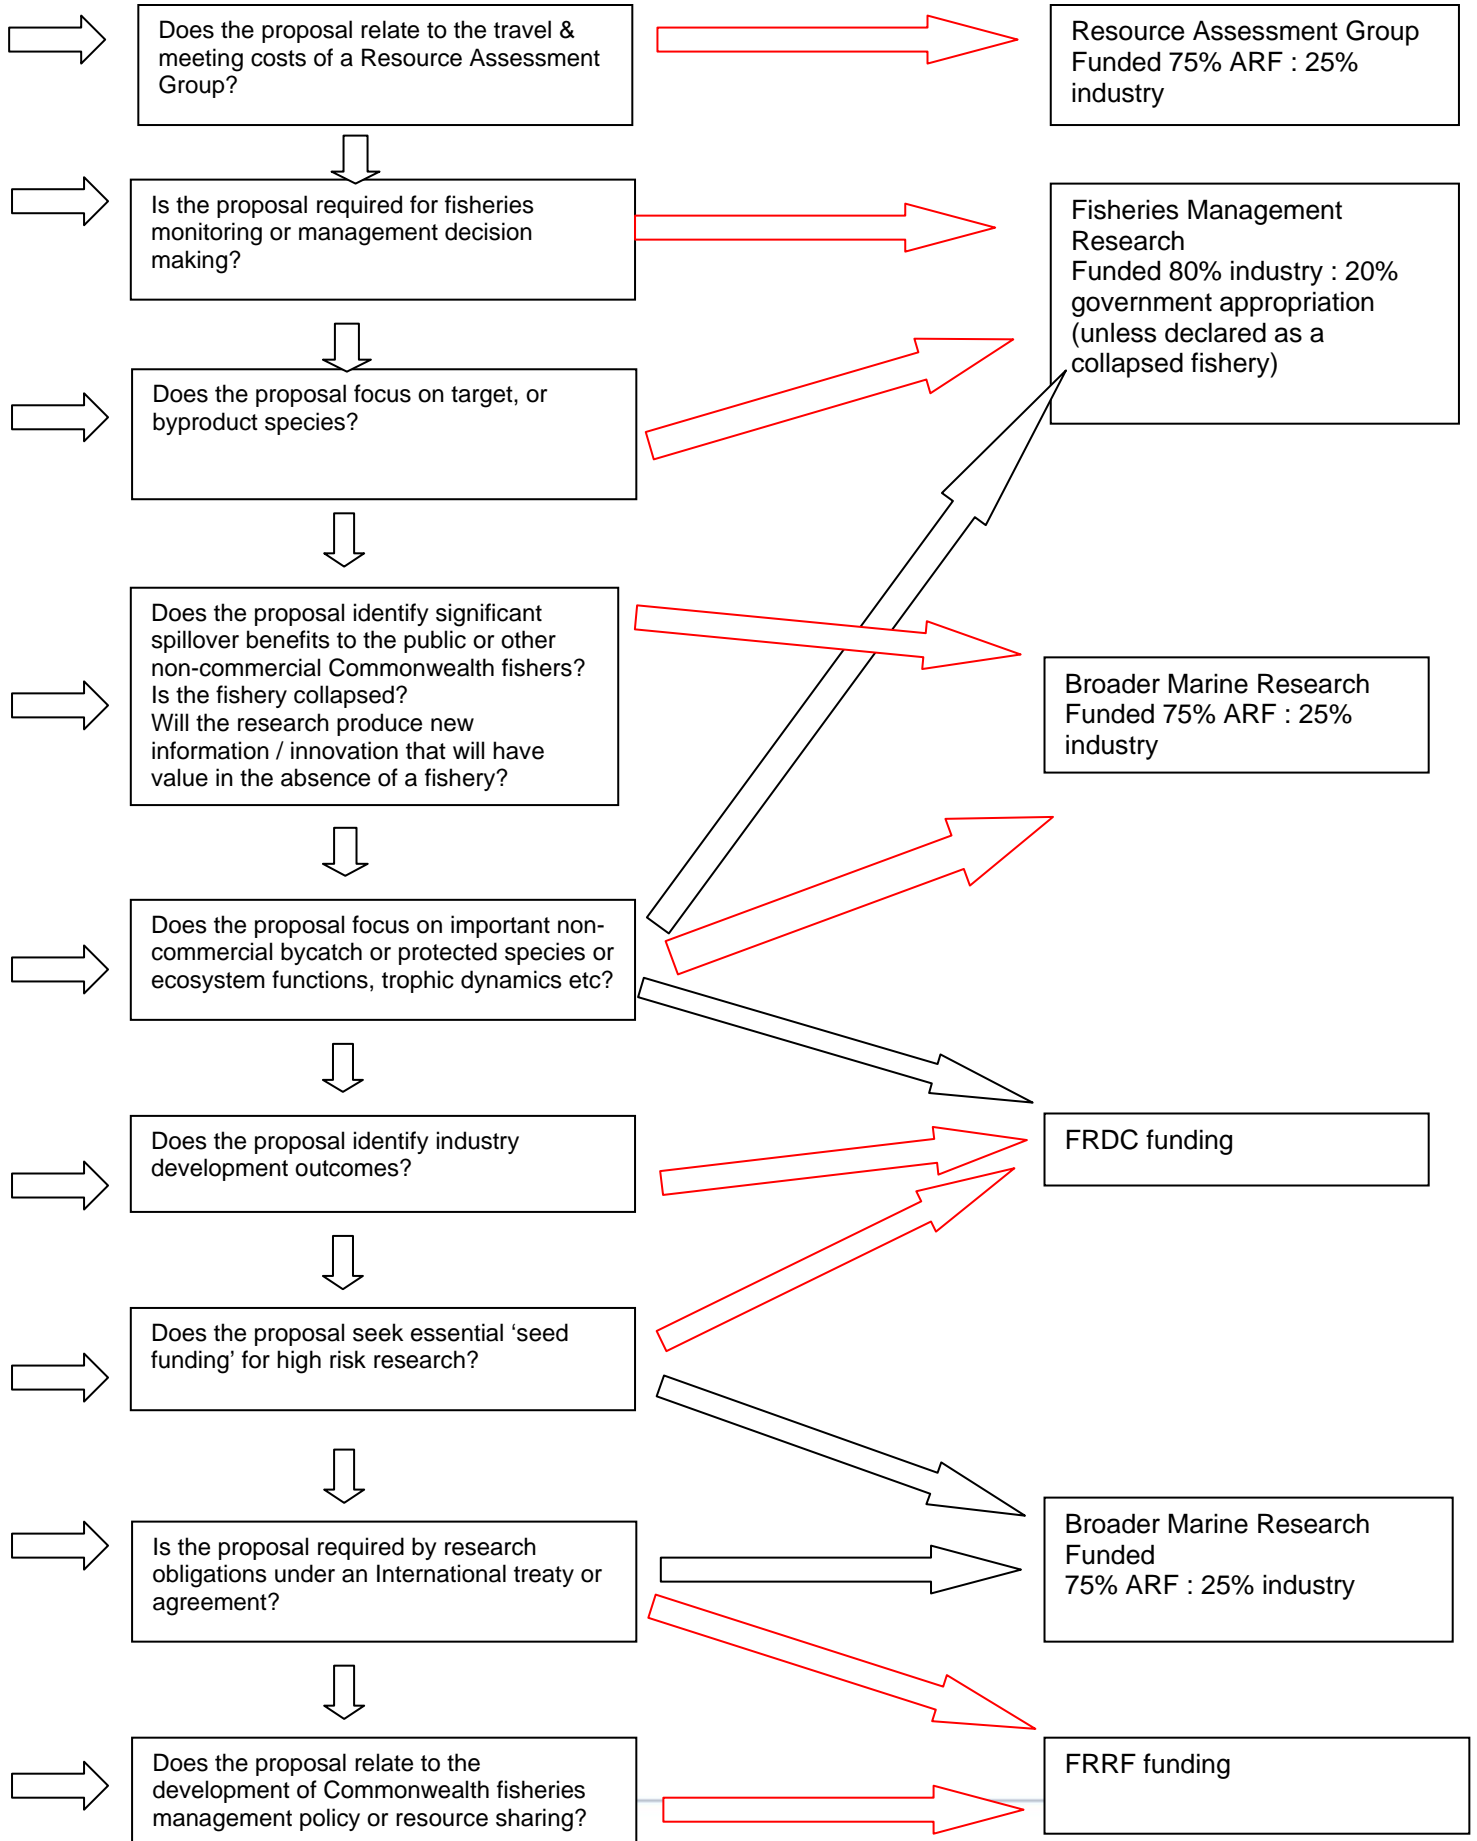 Does the proposal relate to the travel &
meeting costs of a Resource Assessment
Group?
Resource Assessment Group
Funded 75% ARF : 25%
industry
Is the proposal required for fisheries
monitoring or management decision
making?
Fisheries Management
Research
Funded 80% industry : 20%
government appropriation
(unless declared as a
collapsed fishery)
Does the proposal focus on target, or
byproduct species?
Does the proposal identify significant
spillover benefits to the public or other
non-commercial Commonwealth fishers?
Is the fishery collapsed?
Will the research produce new
information / innovation that will have
value in the absence of a fishery?
Broader Marine Research
Funded 75% ARF : 25%
industry
Does the proposal focus on important non-
commercial bycatch or protected species or
ecosystem functions, trophic dynamics etc?
Does the proposal identify industry
development outcomes?
FRDC funding
Does the proposal seek essential ‘seed
funding’ for high risk research?
Is the proposal required by research
obligations under an International treaty or
agreement?
Broader Marine Research
Funded
75% ARF : 25% industry
Does the proposal relate to the
development of Commonwealth fisheries
management policy or resource sharing?
FRRF funding